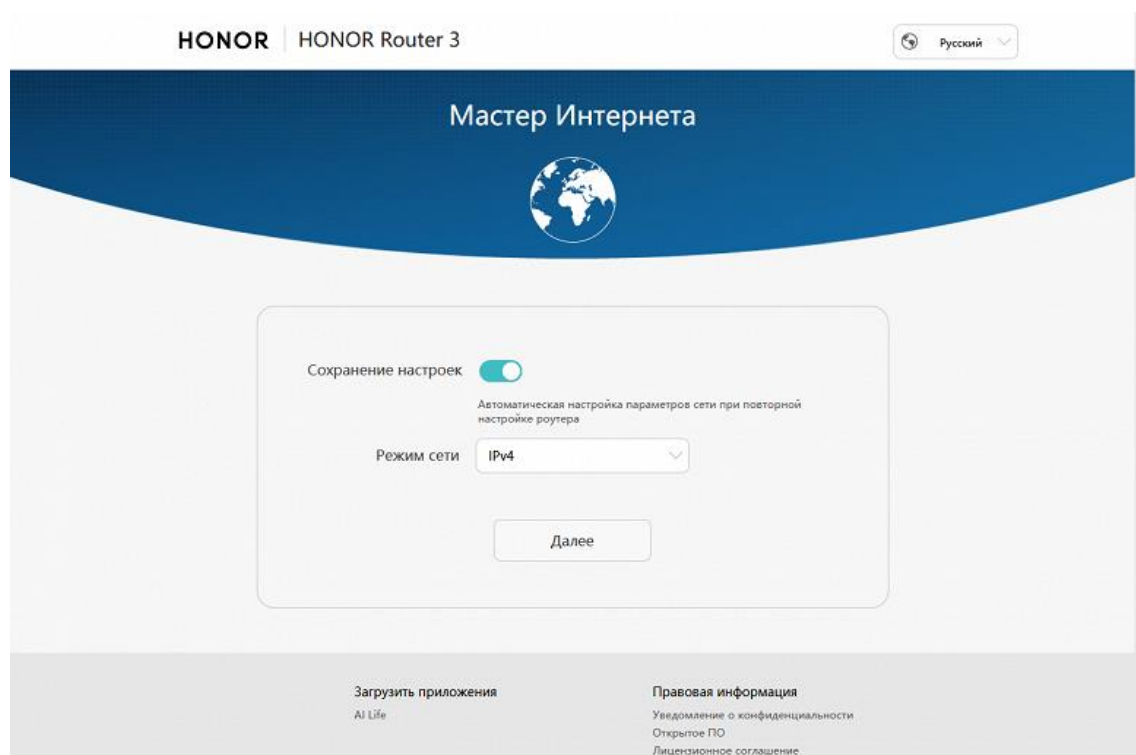 HONOR HONOR Router 3 Русский
Мастер Интернета
Сохранение настроек
Автоматическая настройка параметров сети при повторной
настройке роутера
Режим сети IPv4
Далее
Загрузить приложения
AI Life
Правовая информация
Уведомление о конфиденциальности
Открытое ПО
Лицензионное соглашение